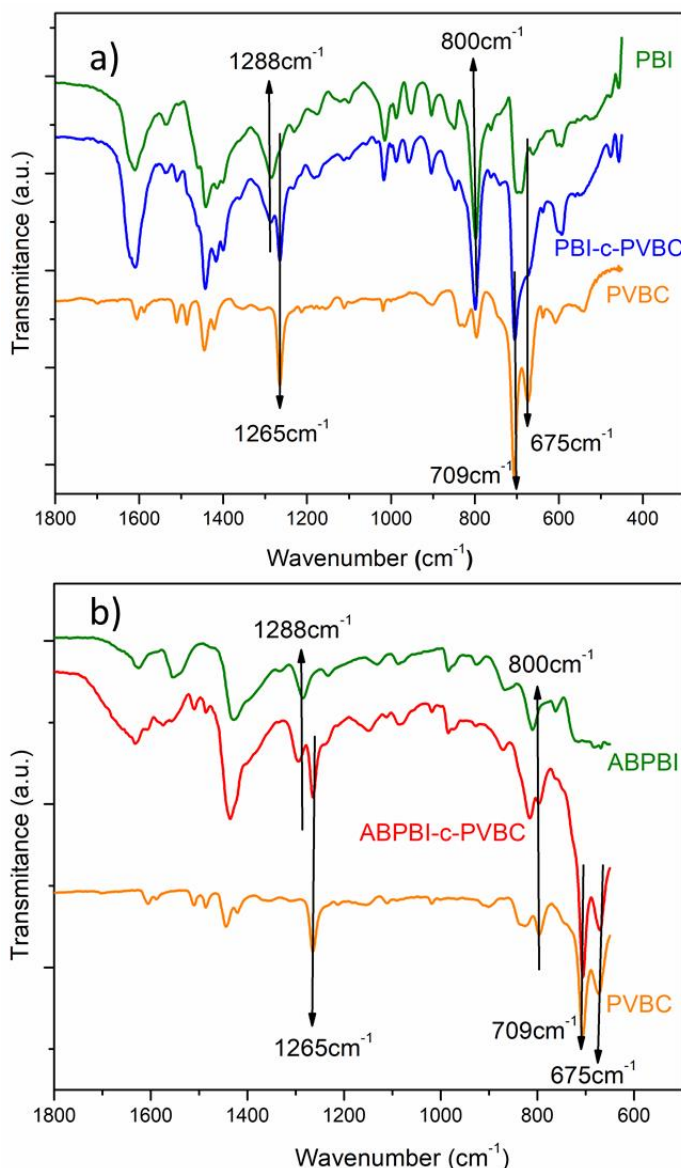 a)
1288cm⁻¹
800cm⁻¹
PBI
PBI-c-PVBC
PVBC
1265cm⁻¹
675cm⁻¹
709cm⁻¹
Transmitance (a.u.)
1800 1600 1400 1200 1000 800 600 400
Wavenumber (cm⁻¹)
b)
1288cm⁻¹
800cm⁻¹
ABPBI
ABPBI-c-PVBC
PVBC
1265cm⁻¹
709cm⁻¹
675cm⁻¹
Transmitance (a.u.)
1800 1600 1400 1200 1000 800 600
Wavenumber (cm⁻¹)